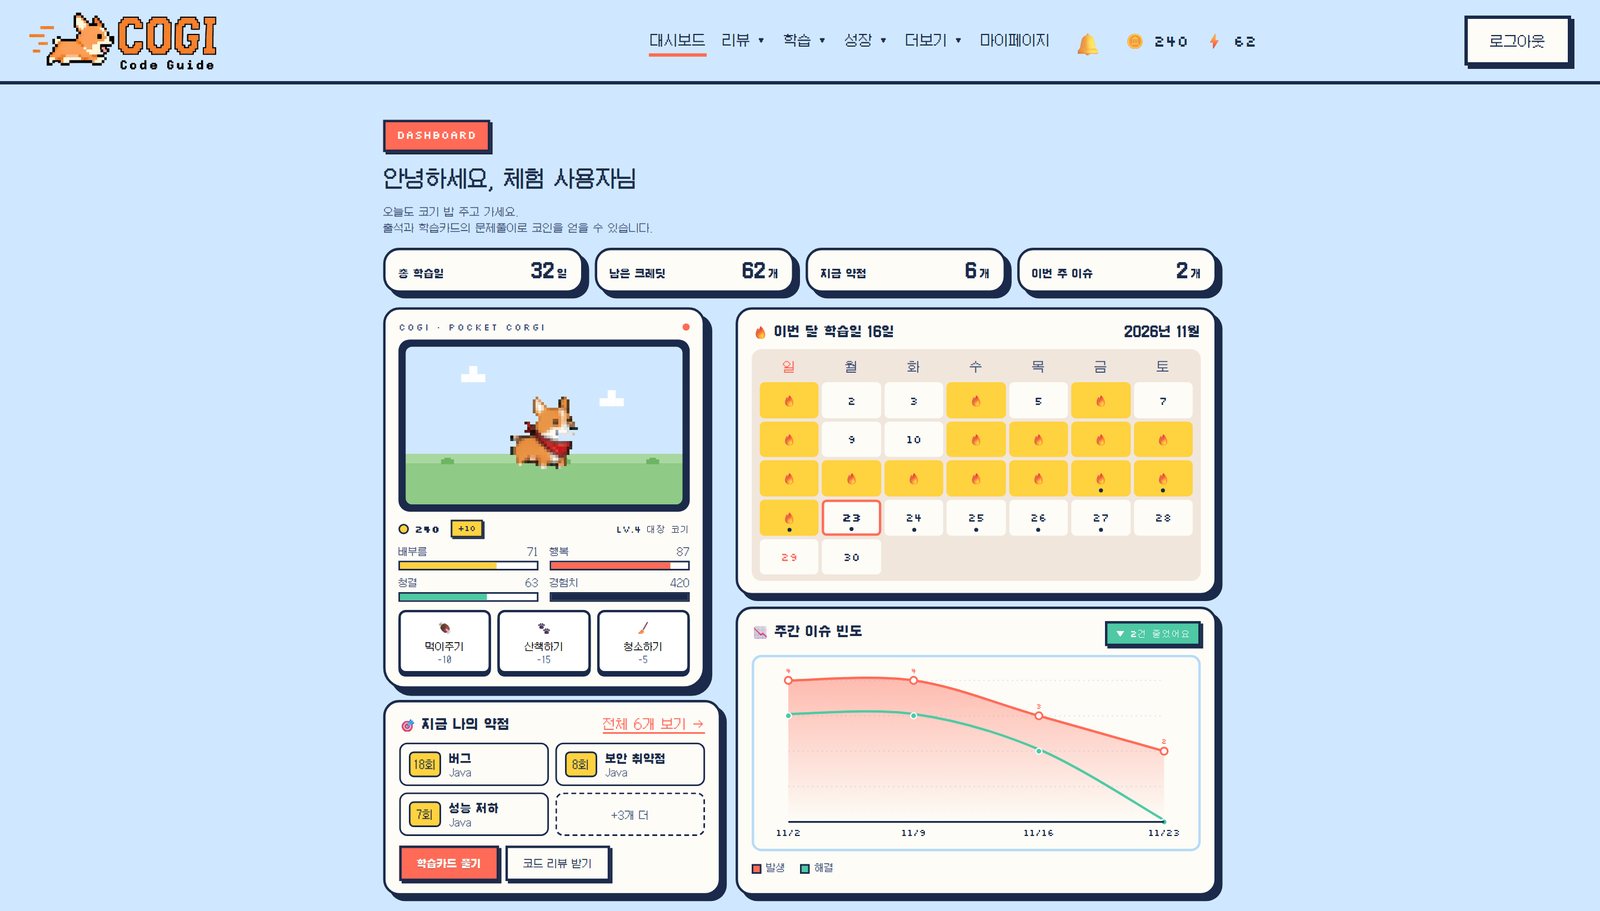 COGI
Code Guide
대시보드 리뷰 ▼ 학습 ▼ 성장 ▼ 더보기 ▼ 마이페이지 240 62
로그아웃
DASHBOARD
안녕하세요, 체험 사용자님
오늘도 코기 밥 주고 가세요.
출석과 학습카드의 문제풀이로 코인을 얻을 수 있습니다.
총 학습일 32일
남은 크레딧 62개
지금 약점 6개
이번 주 이슈 2개
COGI · POCKET CORGI
240 +10 LV.4 대장 코기
배부름 71 행복 87
청결 63 경험치 420
먹이주기 산책하기 청소하기
-10 -15 -5
지금 나의 약점 전체 6개 보기 →
18회 버그 Java
8회 보안 취약점 Java
7회 성능 저하 Java
+3개 더
학습카드 풀기 코드 리뷰 받기
이번 달 학습일 16일 2026년 11월
일 월 화 수 목 금 토
2 3 5 7
9 10
23 24 25 26 27 28
29 30
주간 이슈 빈도 ▼ 2건 줄었어요
4 4 3 2
11/2 11/9 11/16 11/23
발생 해결